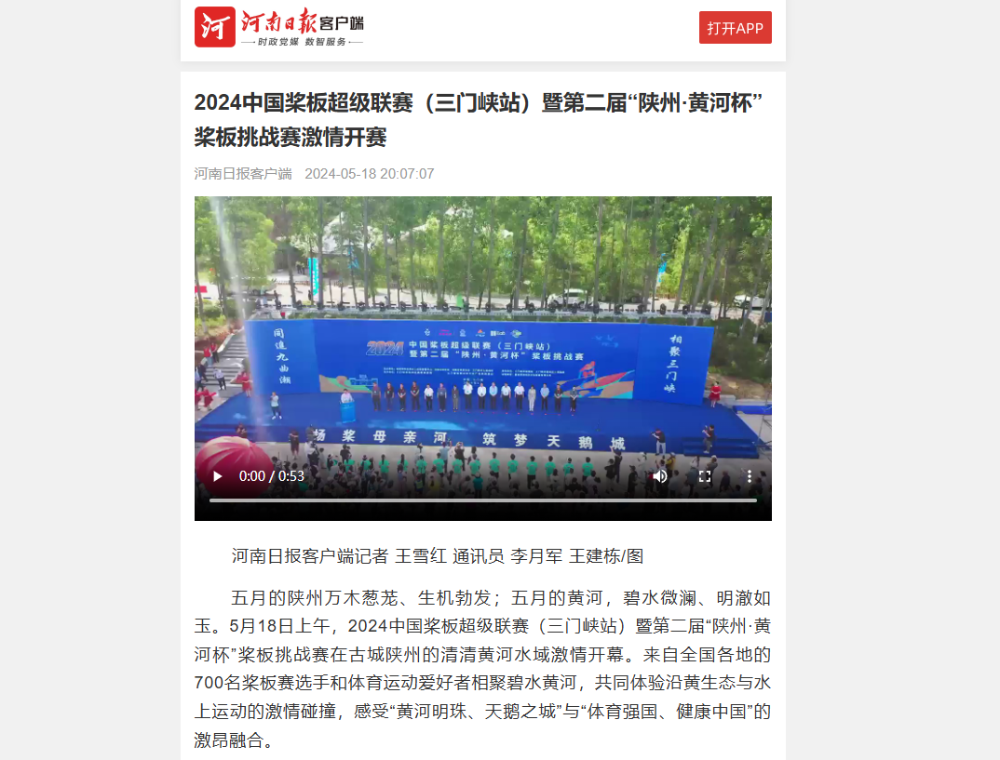 河
河南日报客户端
时政党媒 数智服务
打开APP
2024中国桨板超级联赛（三门峡站）暨第二届“陕州·黄河杯”
桨板挑战赛激情开赛
河南日报客户端 2024-05-18 20:07:07
同追九曲潮
2024
中国桨板超级联赛（三门峡站）
暨第二届“陕州·黄河杯”桨板挑战赛
相聚三门峡
扬桨母亲河 筑梦天鹅城
0:00 / 0:53
河南日报客户端记者 王雪红 通讯员 李月军 王建栋/图
五月的陕州万木葱茏、生机勃发；五月的黄河，碧水微澜、明澈如
玉。5月18日上午，2024中国桨板超级联赛（三门峡站）暨第二届“陕州·黄
河杯”桨板挑战赛在古城陕州的清清黄河水域激情开幕。来自全国各地的
700名桨板赛选手和体育运动爱好者相聚碧水黄河，共同体验沿黄生态与水
上运动的激情碰撞，感受“黄河明珠、天鹅之城”与“体育强国、健康中国”的
激昂融合。